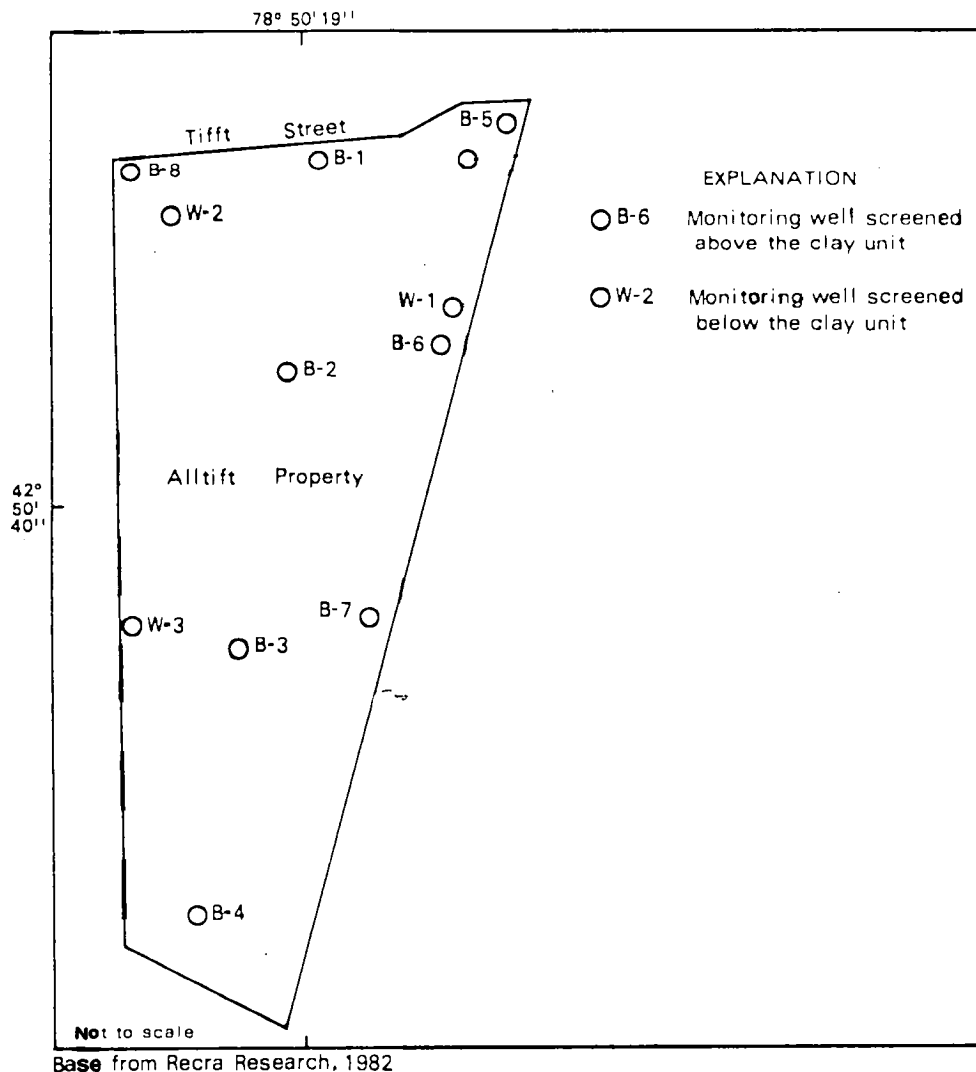 78° 50' 19''
Tifft Street
B-5
B-8
B-1
W-2
EXPLANATION
B-6 Monitoring well screened
above the clay unit
W-1
W-2 Monitoring well screened
below the clay unit
B-6
B-2
Alltift Property
42°
50'
40''
B-7
W-3
B-3
B-4
Not to scale
Base from Recra Research, 1982